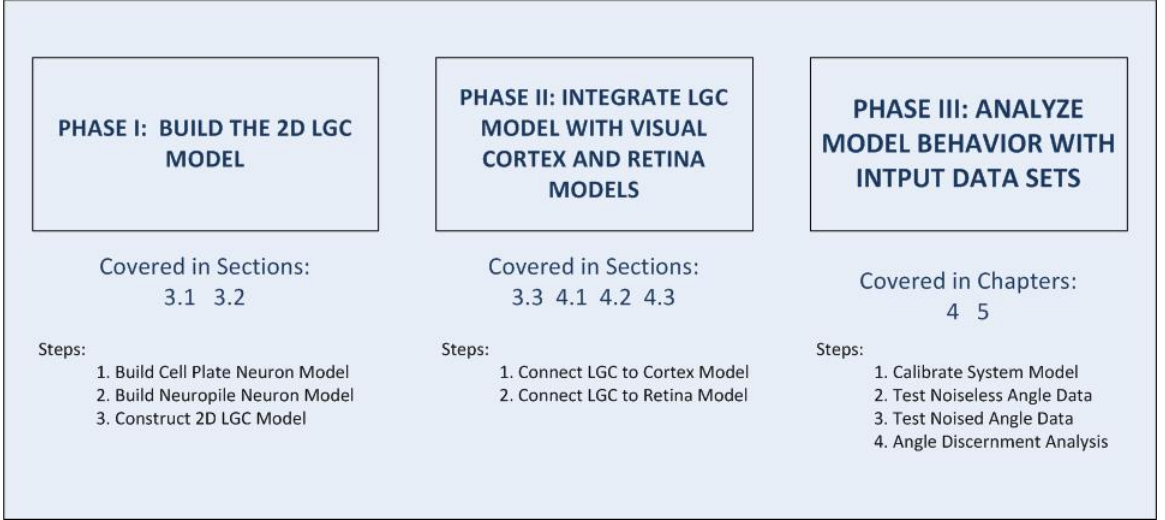 PHASE I: BUILD THE 2D LGC
MODEL
Covered in Sections:
3.1 3.2
Steps:
1. Build Cell Plate Neuron Model
2. Build Neuropile Neuron Model
3. Construct 2D LGC Model
PHASE II: INTEGRATE LGC
MODEL WITH VISUAL
CORTEX AND RETINA
MODELS
Covered in Sections:
3.3 4.1 4.2 4.3
Steps:
1. Connect LGC to Cortex Model
2. Connect LGC to Retina Model
PHASE III: ANALYZE
MODEL BEHAVIOR WITH
INTPUT DATA SETS
Covered in Chapters:
4 5
Steps:
1. Calibrate System Model
2. Test Noiseless Angle Data
3. Test Noised Angle Data
4. Angle Discernment Analysis